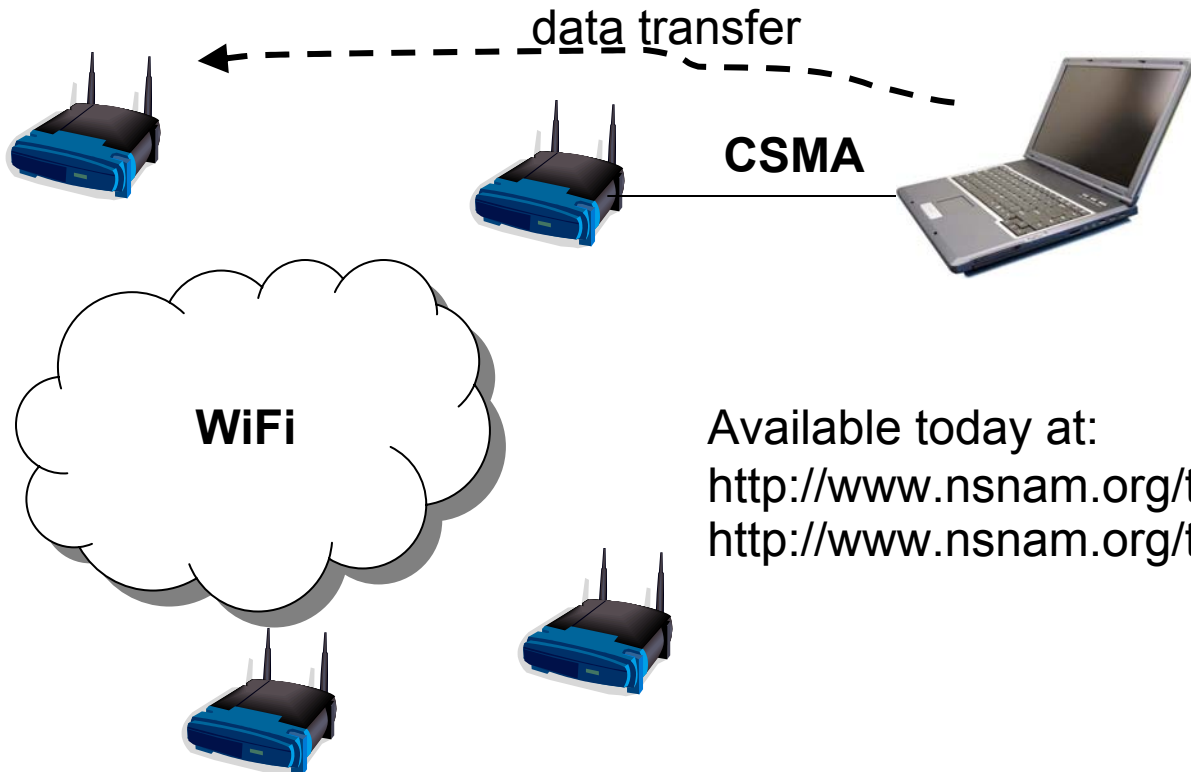 data transfer
CSMA
WiFi
Available today at:
http://www.nsnam.org/t
http://www.nsnam.org/t